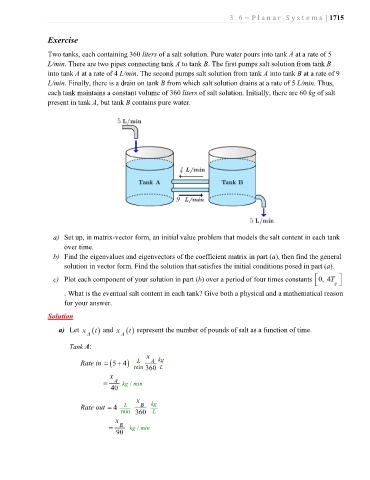 3.6 – Planar Systems | 1715
Exercise
Two tanks, each containing 360 liters of a salt solution. Pure water pours into tank A at a rate of 5
L/min. There are two pipes connecting tank A to tank B. The first pumps salt solution from tank B
into tank A at a rate of 4 L/min. The second pumps salt solution from tank A into tank B at a rate of 9
L/min. Finally, there is a drain on tank B from which salt solution drains at a rate of 5 L/min. Thus,
each tank maintains a constant volume of 360 liters of salt solution. Initially, there are 60 kg of salt
present in tank A, but tank B contains pure water.
5 L/min
4 L/min
Tank A Tank B
9 L/min
5 L/min
a) Set up, in matrix-vector form, an initial value problem that models the salt content in each tank
over time.
b) Find the eigenvalues and eigenvectors of the coefficient matrix in part (a), then find the general
solution in vector form. Find the solution that satisfies the initial conditions posed in part (a).
c) Plot each component of your solution in part (b) over a period of four times constants [0, 4T_c]
. What is the eventual salt content in each tank? Give both a physical and a mathematical reason
for your answer.
Solution
a) Let x_A(t) and x_A(t) represent the number of pounds of salt as a function of time.
Tank A:
Rate in = (5 + 4) L/min x_A/360 kg/L
= x_A/40 kg / min
Rate out = 4 L/min x_B/360 kg/L
= x_B/90 kg / min